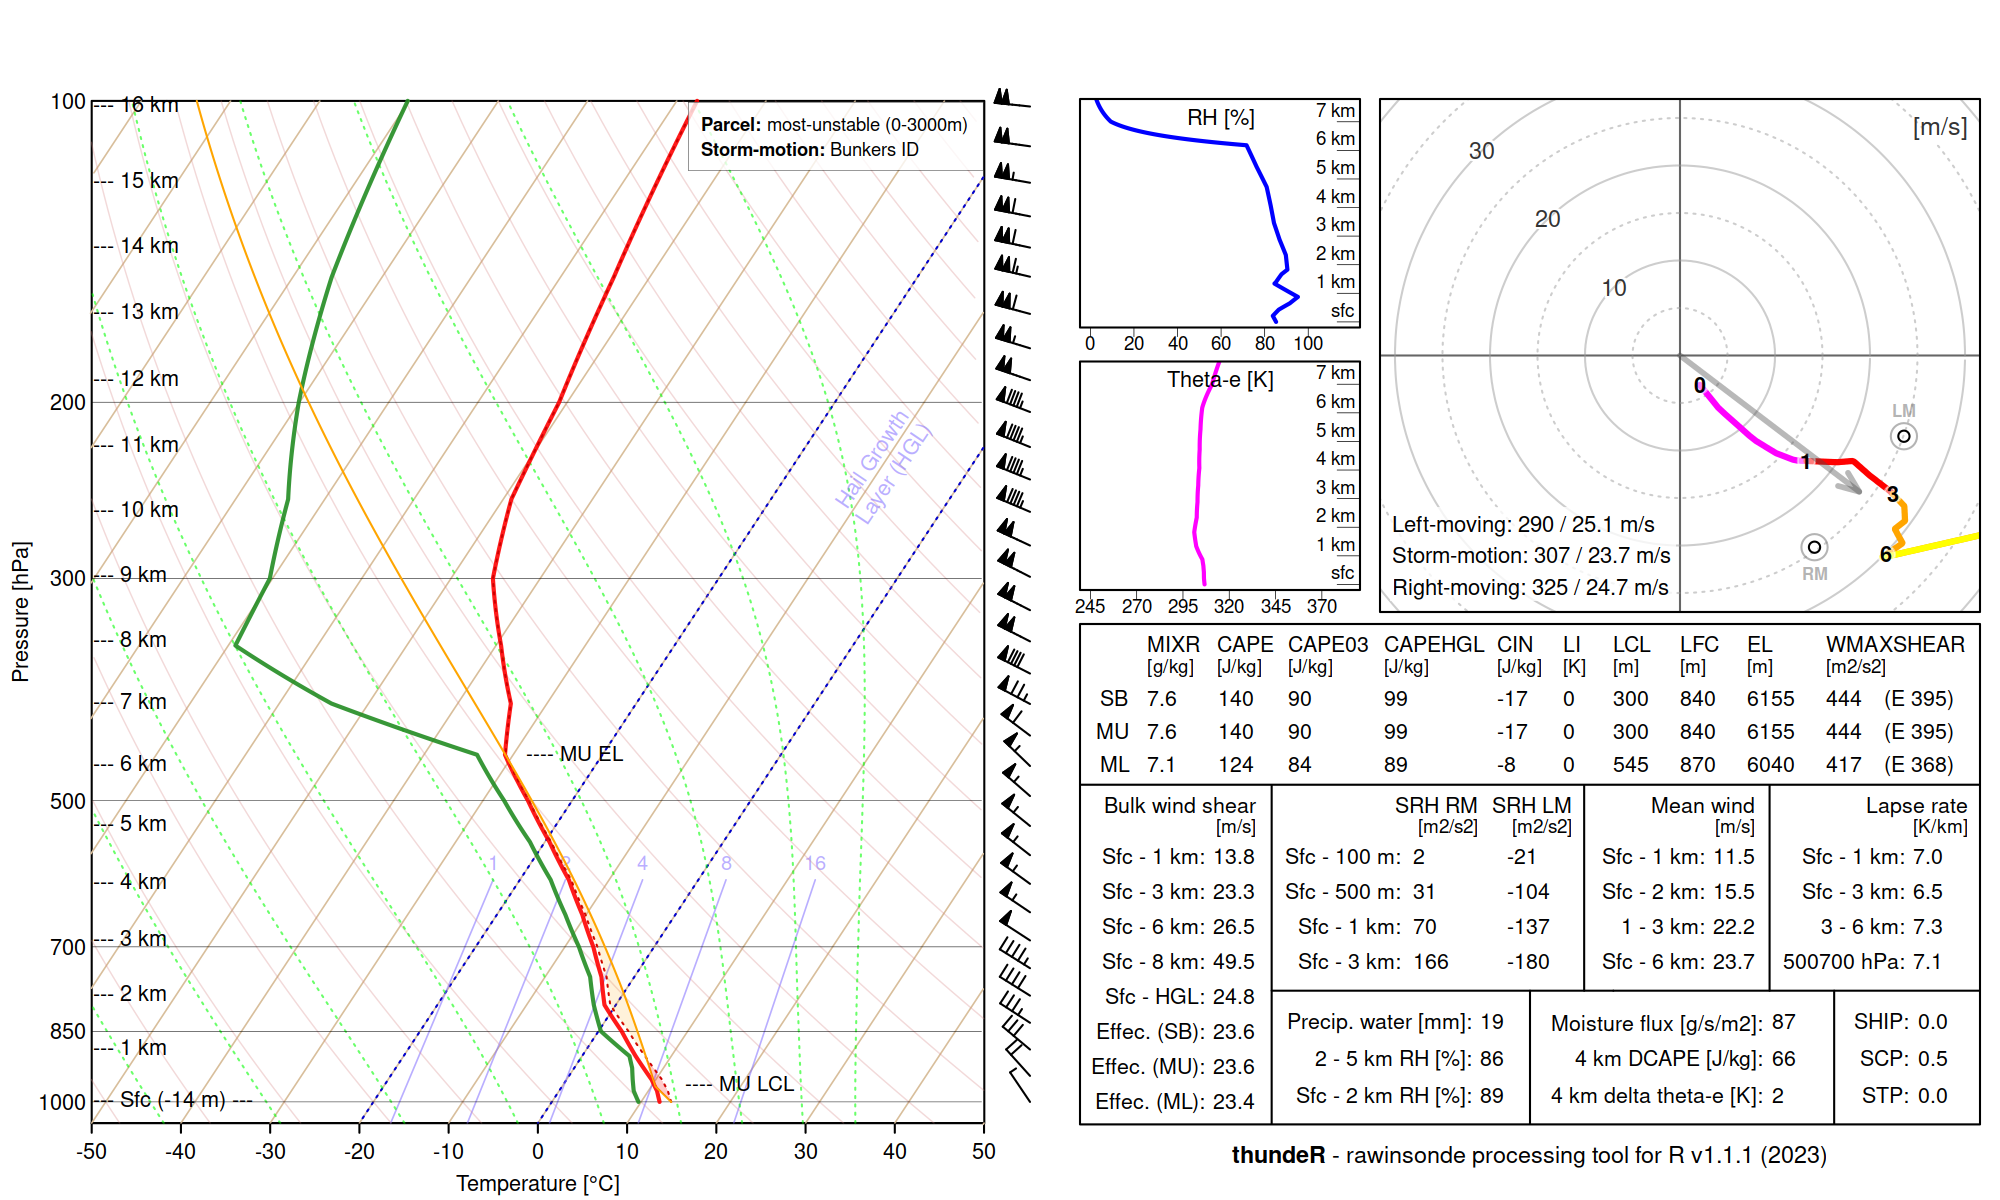 Parcel: most-unstable (0-3000m)
Storm-motion: Bunkers ID
Pressure [hPa]
100
200
300
500
700
850
1000
--- 16 km
--- 15 km
--- 14 km
--- 13 km
--- 12 km
--- 11 km
--- 10 km
--- 9 km
--- 8 km
--- 7 km
--- 6 km
--- 5 km
--- 4 km
--- 3 km
--- 2 km
--- 1 km
--- Sfc (-14 m) ---
Hail Growth
Layer (HGL)
---- MU EL
1 2 4 8 16
---- MU LCL
-50 -40 -30 -20 -10 0 10 20 30 40 50
Temperature [°C]
RH [%]
7 km
6 km
5 km
4 km
3 km
2 km
1 km
sfc
0 20 40 60 80 100
Theta-e [K]
7 km
6 km
5 km
4 km
3 km
2 km
1 km
sfc
245 270 295 320 345 370
[m/s]
30
20
10
0
1
3
6
LM
RM
Left-moving: 290 / 25.1 m/s
Storm-motion: 307 / 23.7 m/s
Right-moving: 325 / 24.7 m/s
MIXR CAPE CAPE03 CAPEHGL CIN LI LCL LFC EL WMAXSHEAR
[g/kg] [J/kg] [J/kg] [J/kg] [J/kg] [K] [m] [m] [m] [m2/s2]
SB 7.6 140 90 99 -17 0 300 840 6155 444 (E 395)
MU 7.6 140 90 99 -17 0 300 840 6155 444 (E 395)
ML 7.1 124 84 89 -8 0 545 870 6040 417 (E 368)
Bulk wind shear
[m/s]
Sfc - 1 km: 13.8
Sfc - 3 km: 23.3
Sfc - 6 km: 26.5
Sfc - 8 km: 49.5
Sfc - HGL: 24.8
Effec. (SB): 23.6
Effec. (MU): 23.6
Effec. (ML): 23.4
SRH RM SRH LM
[m2/s2] [m2/s2]
Sfc - 100 m: 2 -21
Sfc - 500 m: 31 -104
Sfc - 1 km: 70 -137
Sfc - 3 km: 166 -180
Mean wind
[m/s]
Sfc - 1 km: 11.5
Sfc - 2 km: 15.5
1 - 3 km: 22.2
Sfc - 6 km: 23.7
Lapse rate
[K/km]
Sfc - 1 km: 7.0
Sfc - 3 km: 6.5
3 - 6 km: 7.3
500700 hPa: 7.1
Precip. water [mm]: 19
2 - 5 km RH [%]: 86
Sfc - 2 km RH [%]: 89
Moisture flux [g/s/m2]: 87
4 km DCAPE [J/kg]: 66
4 km delta theta-e [K]: 2
SHIP: 0.0
SCP: 0.5
STP: 0.0
thundeR - rawinsonde processing tool for R v1.1.1 (2023)